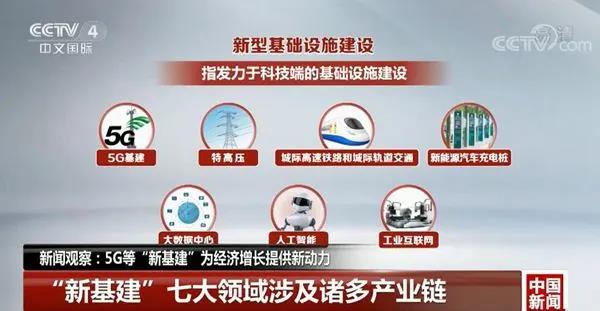 CCTV 4
中文国际
CCTV.com
新型基础设施建设
指发力于科技端的基础设施建设
5G
5G基建
特高压
城际高速铁路和城际轨道交通
新能源汽车充电桩
大数据中心
人工智能
工业互联网
新闻观察：5G等“新基建”为经济增长提供新动力
“新基建”七大领域涉及诸多产业链
中国
新闻